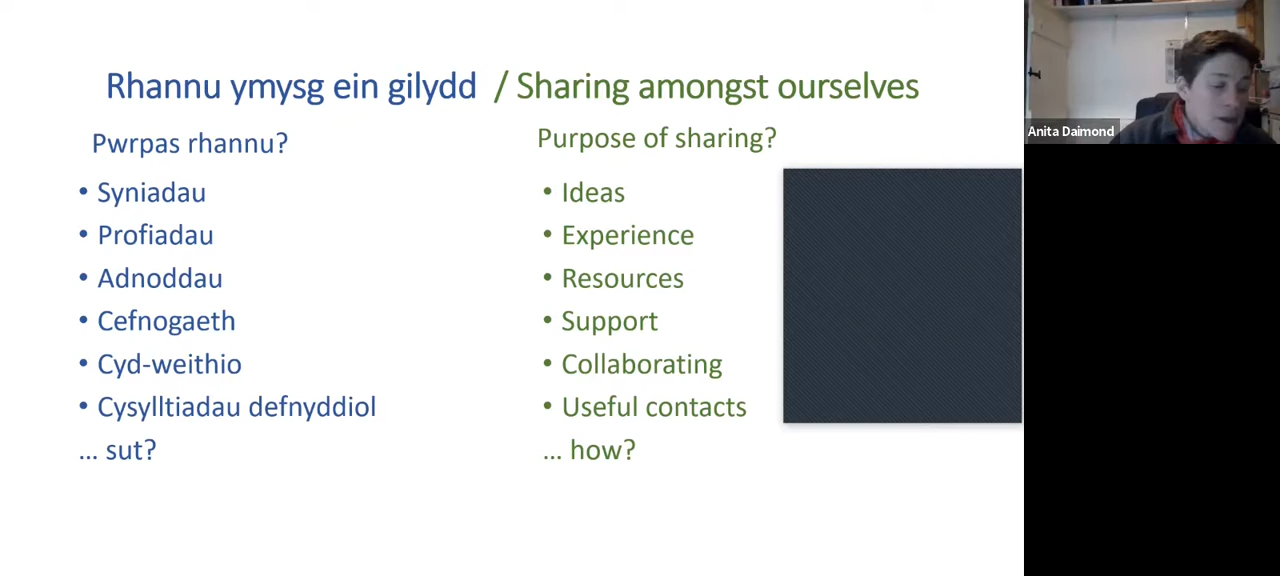 Rhannu ymysg ein gilydd / Sharing amongst ourselves
Pwrpas rhannu?
• Syniadau
• Profiadau
• Adnoddau
• Cefnogaeth
• Cyd-weithio
• Cysylltiadau defnyddiol
... sut?
Purpose of sharing?
• Ideas
• Experience
• Resources
• Support
• Collaborating
• Useful contacts
... how?
Anita Daimond